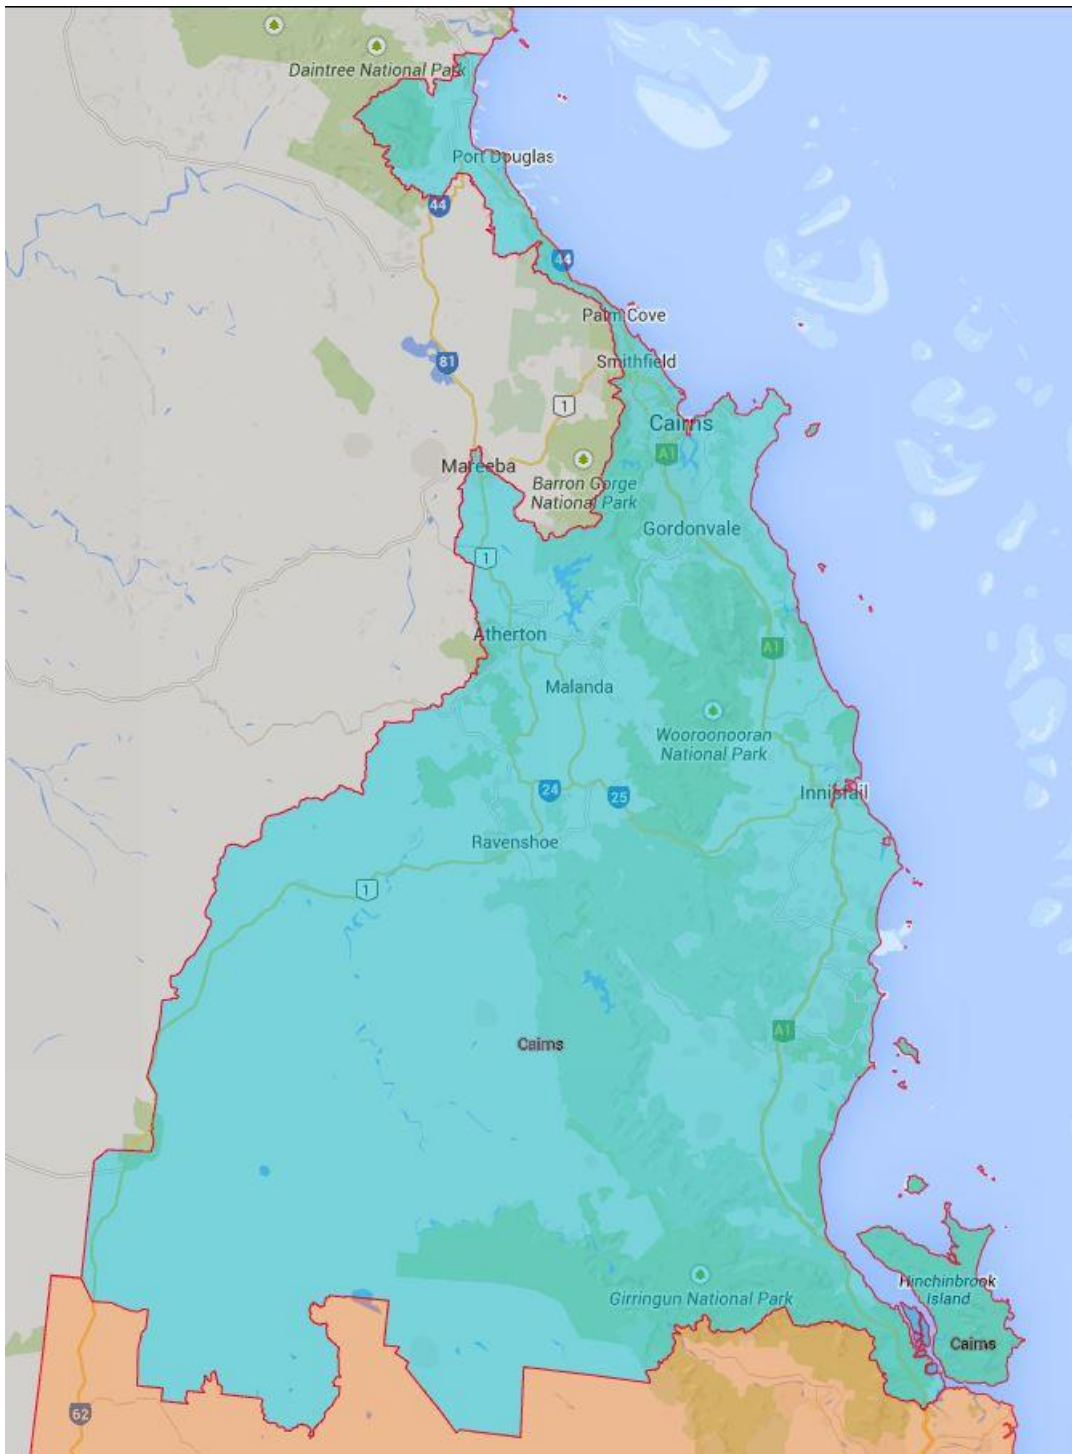 Daintree National Park
Port Douglas
44
44
Palm Cove
Smithfield
81
1
Cairns
A1
Mareeba
Barron Gorge
National Park
Gordonvale
1
Atherton
A1
Malanda
Wooroonooran
National Park
24
25
Innisfail
Ravenshoe
1
A1
Cairns
Girringun National Park
Hinchinbrook
Island
Cairns
62